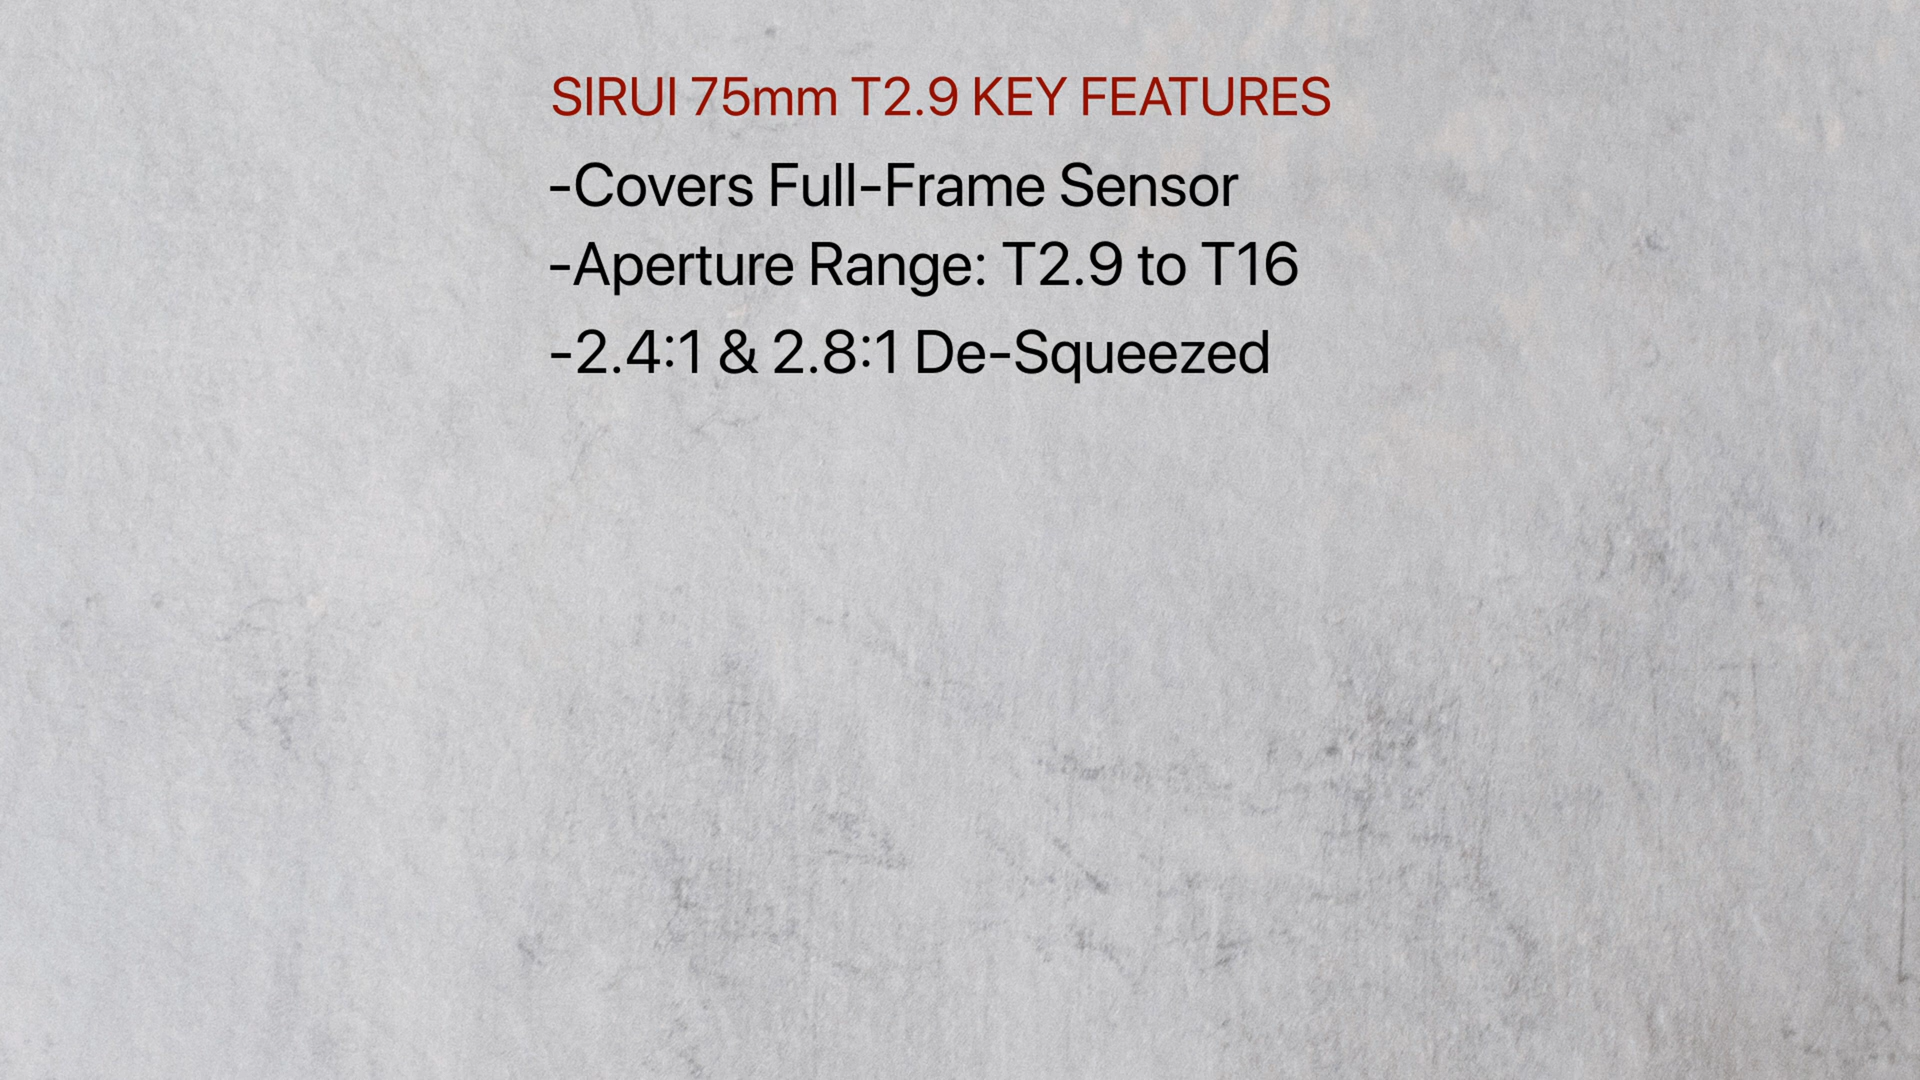 SIRUI 75mm T2.9 KEY FEATURES
-Covers Full-Frame Sensor
-Aperture Range: T2.9 to T16
-2.4:1 & 2.8:1 De-Squeezed